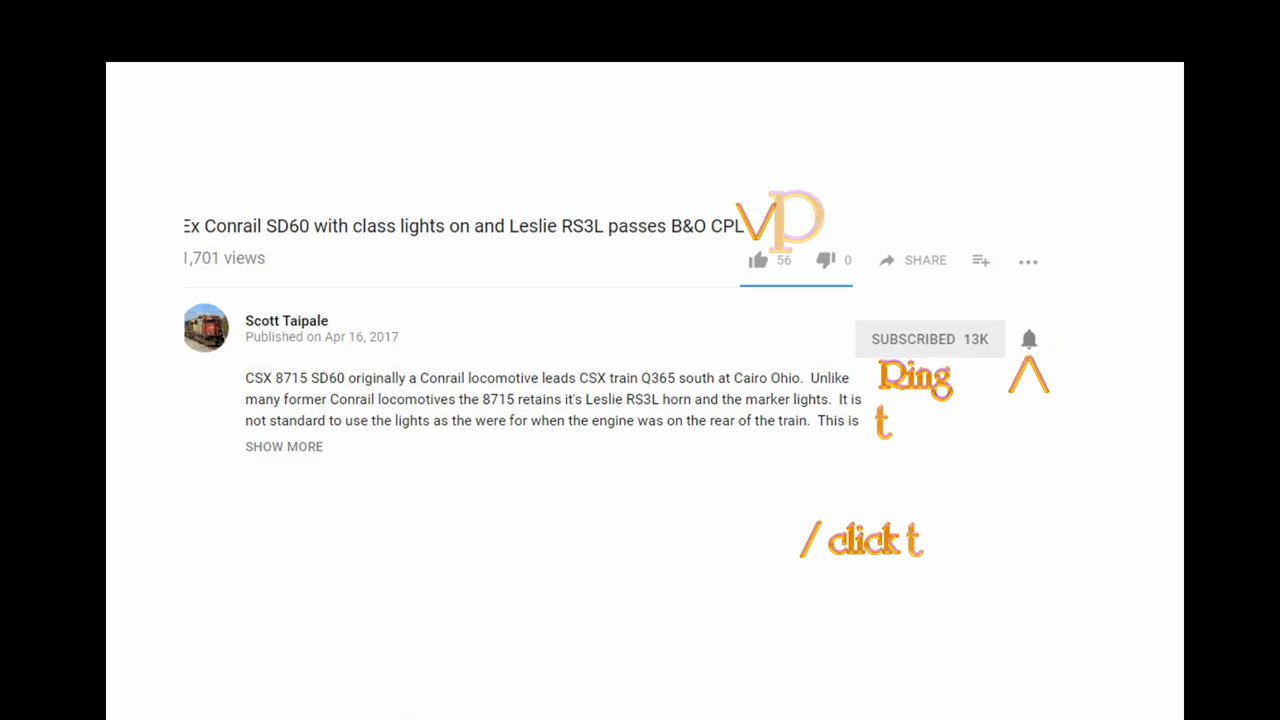 Ex Conrail SD60 with class lights on and Leslie RS3L passes B&O CPL
\/p
1,701 views
56 0 SHARE
Scott Taipale
Published on Apr 16, 2017
SUBSCRIBED 13K
CSX 8715 SD60 originally a Conrail locomotive leads CSX train Q365 south at Cairo Ohio. Unlike
many former Conrail locomotives the 8715 retains it's Leslie RS3L horn and the marker lights. It is
not standard to use the lights as the were for when the engine was on the rear of the train. This is
SHOW MORE
Ring /\
t
/ click t